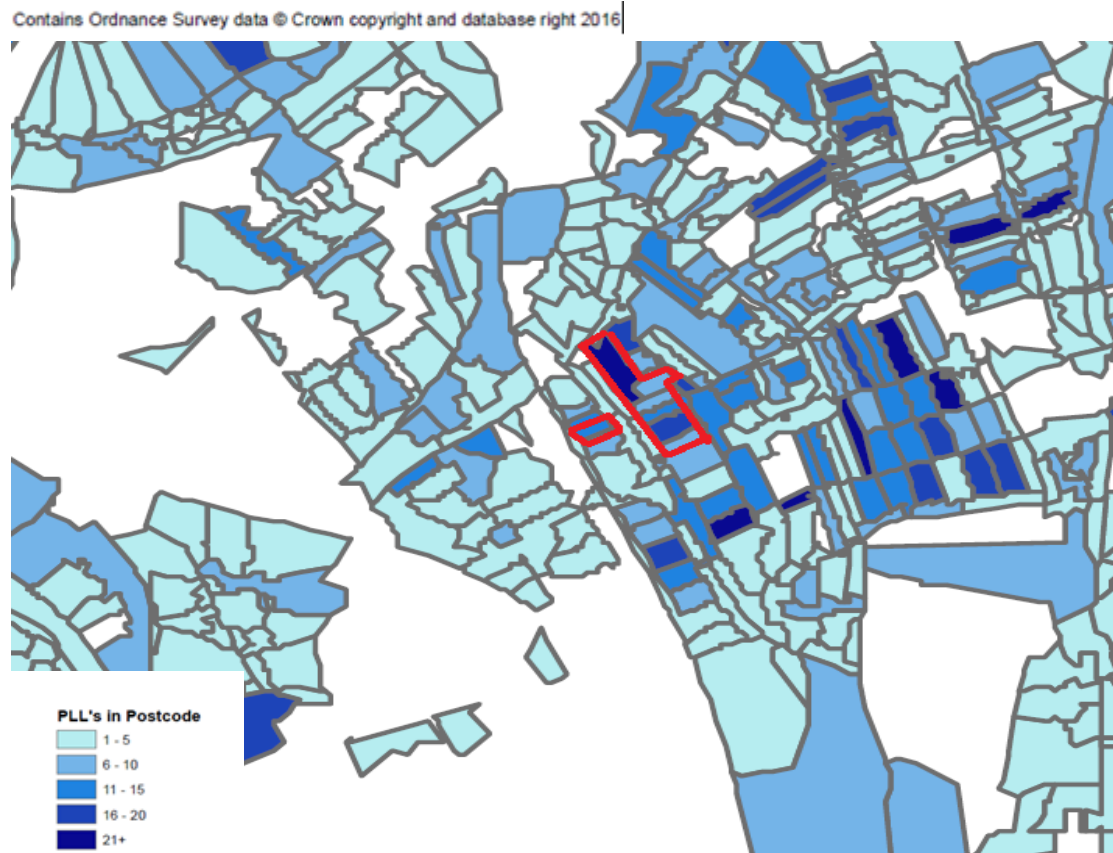 Contains Ordnance Survey data © Crown copyright and database right 2016
PLL's in Postcode
1 - 5
6 - 10
11 - 15
16 - 20
21+